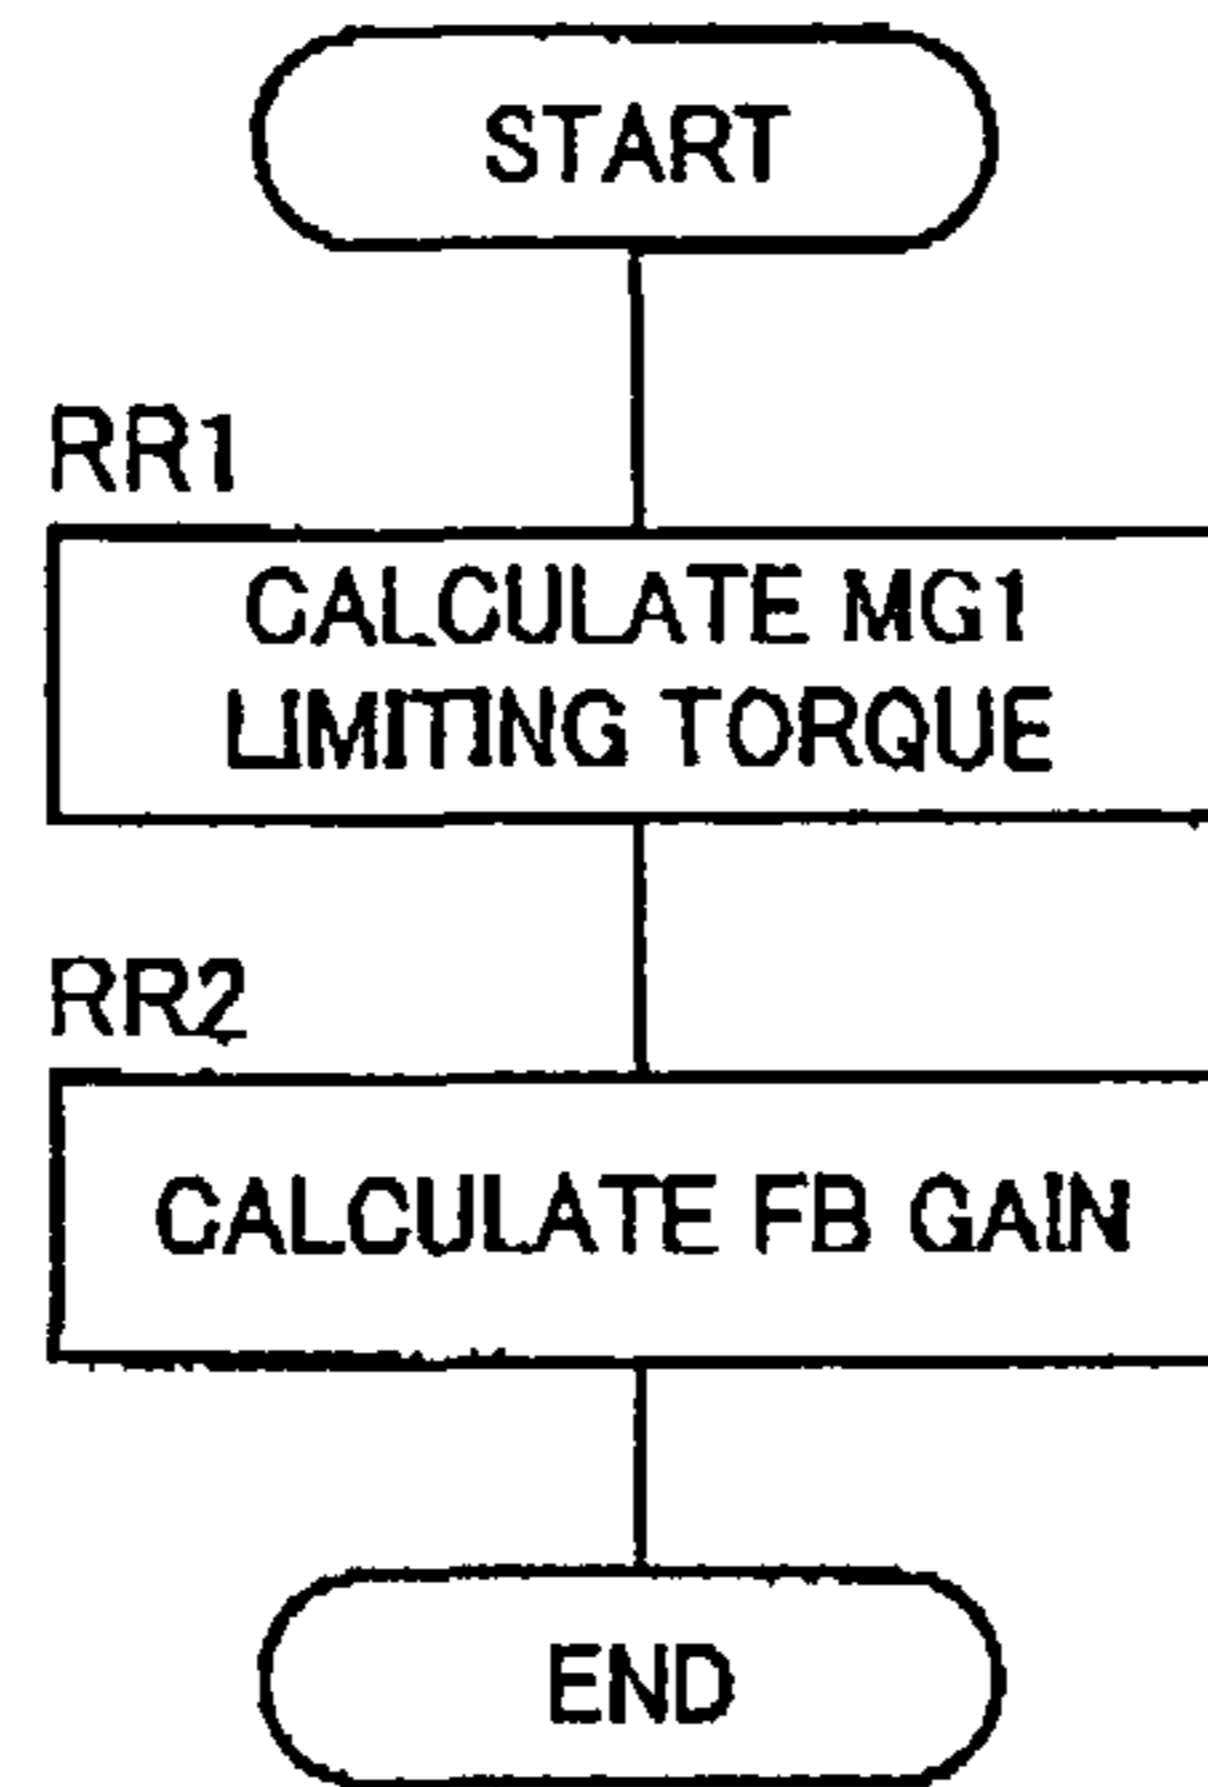 START
RR1
CALCULATE MG1
LIMITING TORQUE
RR2
CALCULATE FB GAIN
END